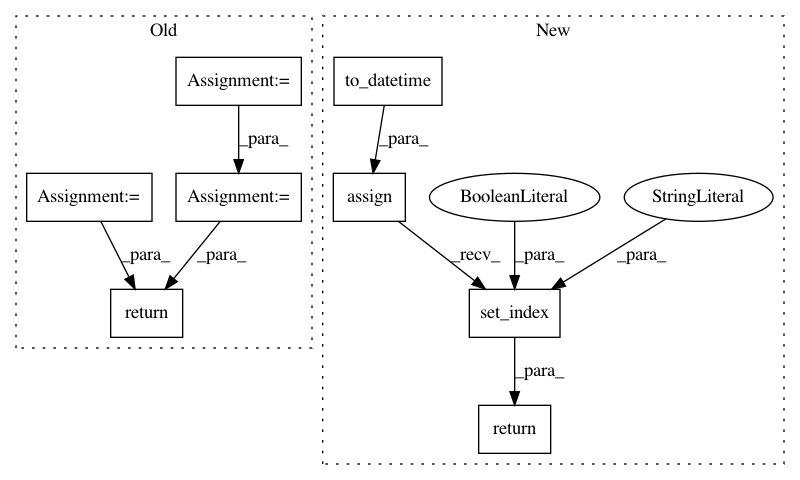 Old
New
Assignment:=
to_datetime
_para_
_para_
Assignment:=
Assignment:=
assign
BooleanLiteral
StringLiteral
_para_
_para_
_recv_
_para_
_para_
return
set_index
_para_
return